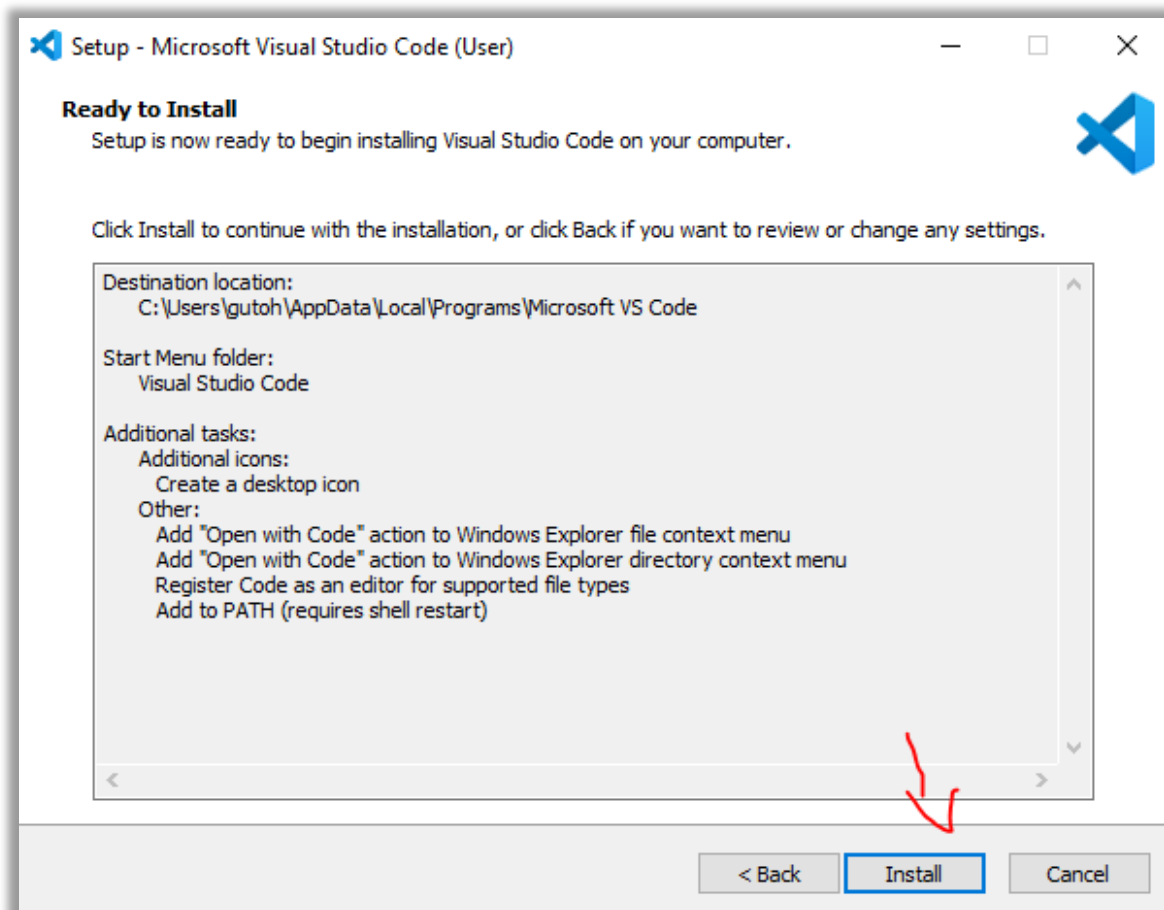 Setup - Microsoft Visual Studio Code (User)
Ready to Install
Setup is now ready to begin installing Visual Studio Code on your computer.
Click Install to continue with the installation, or click Back if you want to review or change any settings.
Destination location:
C:\Users\gutoh\AppData\Local\Programs\Microsoft VS Code
Start Menu folder:
Visual Studio Code
Additional tasks:
Additional icons:
Create a desktop icon
Other:
Add "Open with Code" action to Windows Explorer file context menu
Add "Open with Code" action to Windows Explorer directory context menu
Register Code as an editor for supported file types
Add to PATH (requires shell restart)
< Back Install Cancel